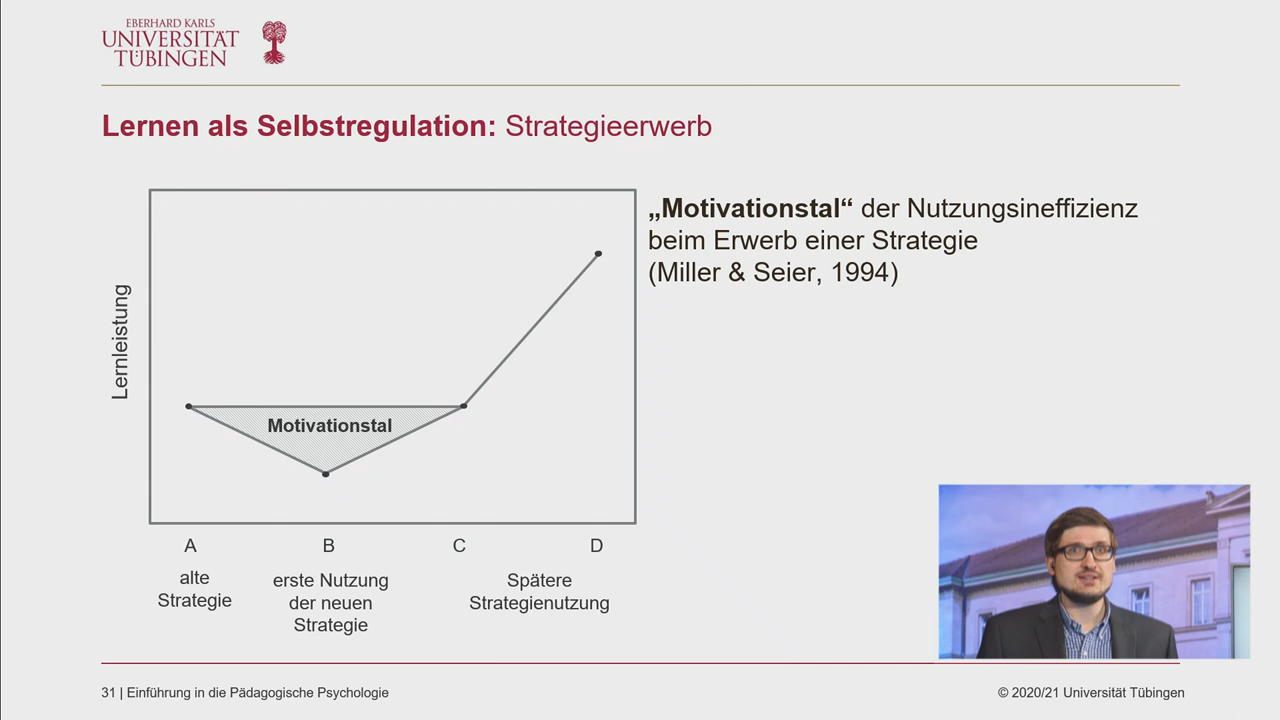 EBERHARD KARLS
UNIVERSITÄT
TÜBINGEN
Lernen als Selbstregulation: Strategieerwerb
„Motivationstal“ der Nutzungsineffizienz
beim Erwerb einer Strategie
(Miller & Seier, 1994)
Lernleistung
Motivationstal
A B C D
alte
Strategie
erste Nutzung
der neuen
Strategie
Spätere
Strategienutzung
31 | Einführung in die Pädagogische Psychologie
© 2020/21 Universität Tübingen